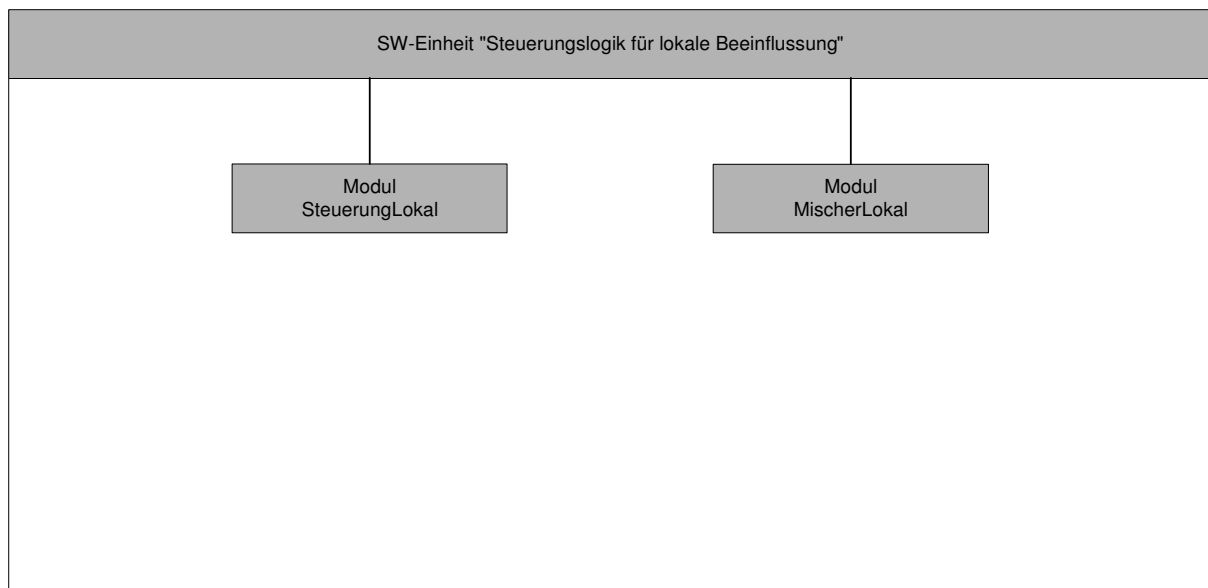 SW-Einheit "Steuerungslogik für lokale Beeinflussung"
Modul
SteuerungLokal
Modul
MischerLokal